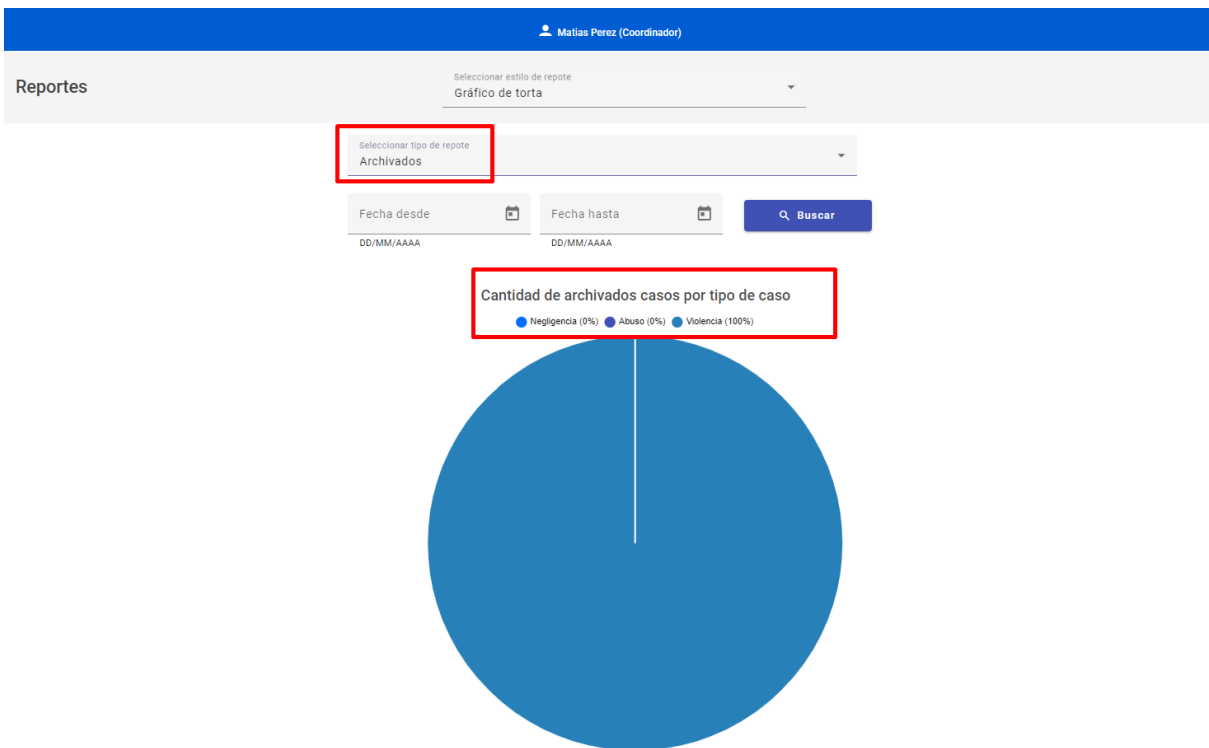 Matias Perez (Coordinador)
Reportes
Seleccionar estilo de repote
Gráfico de torta
Seleccionar tipo de repote
Archivados
Fecha desde
Fecha hasta
Buscar
DD/MM/AAAA
DD/MM/AAAA
Cantidad de archivados casos por tipo de caso
Negligencia (0%) Abuso (0%) Violencia (100%)